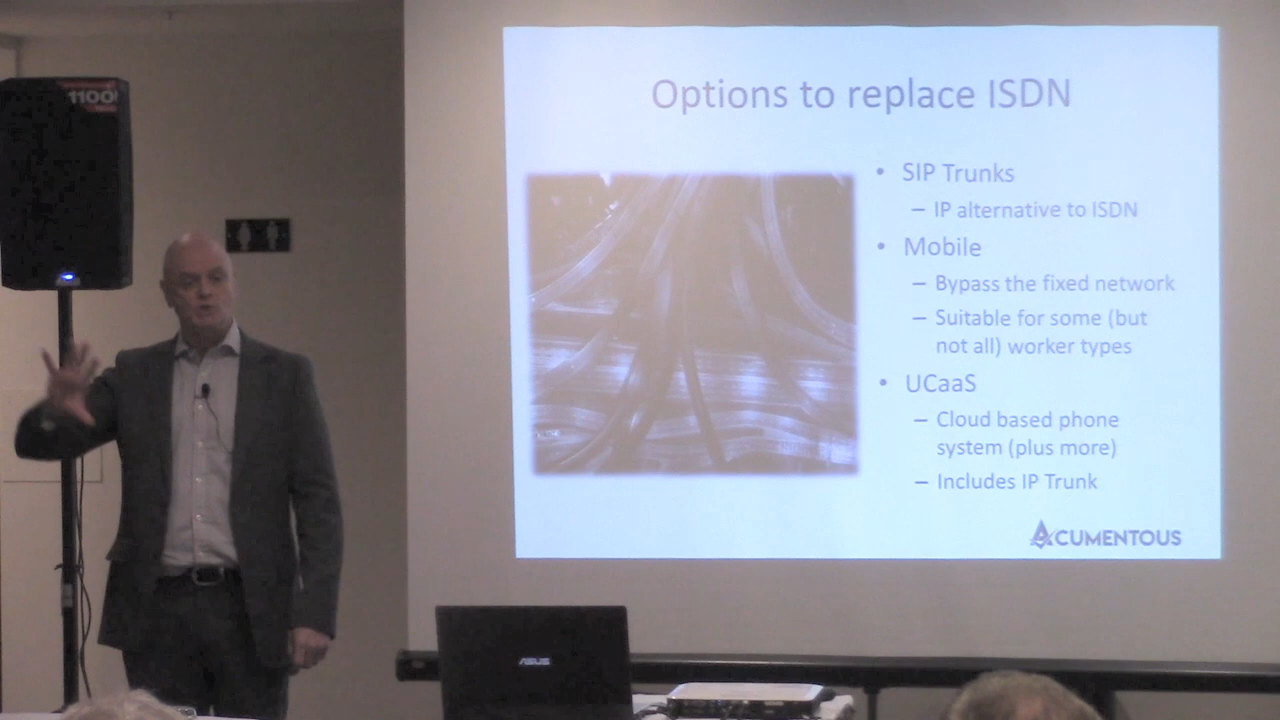 1100
Options to replace ISDN
• SIP Trunks
– IP alternative to ISDN
• Mobile
– Bypass the fixed network
– Suitable for some (but
not all) worker types
• UCaaS
– Cloud based phone
system (plus more)
– Includes IP Trunk
ACUMENTOUS
ASUS